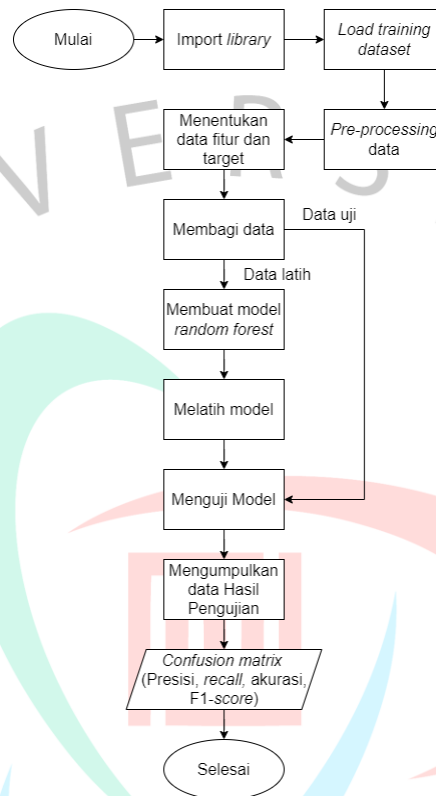 Mulai
Import library
Load training
dataset
Pre-processing
data
Menentukan
data fitur dan
target
Membagi data
Data uji
Data latih
Membuat model
random forest
Melatih model
Menguji Model
Mengumpulkan
data Hasil
Pengujian
Confusion matrix
(Presisi, recall, akurasi,
F1-score)
Selesai
V E R S